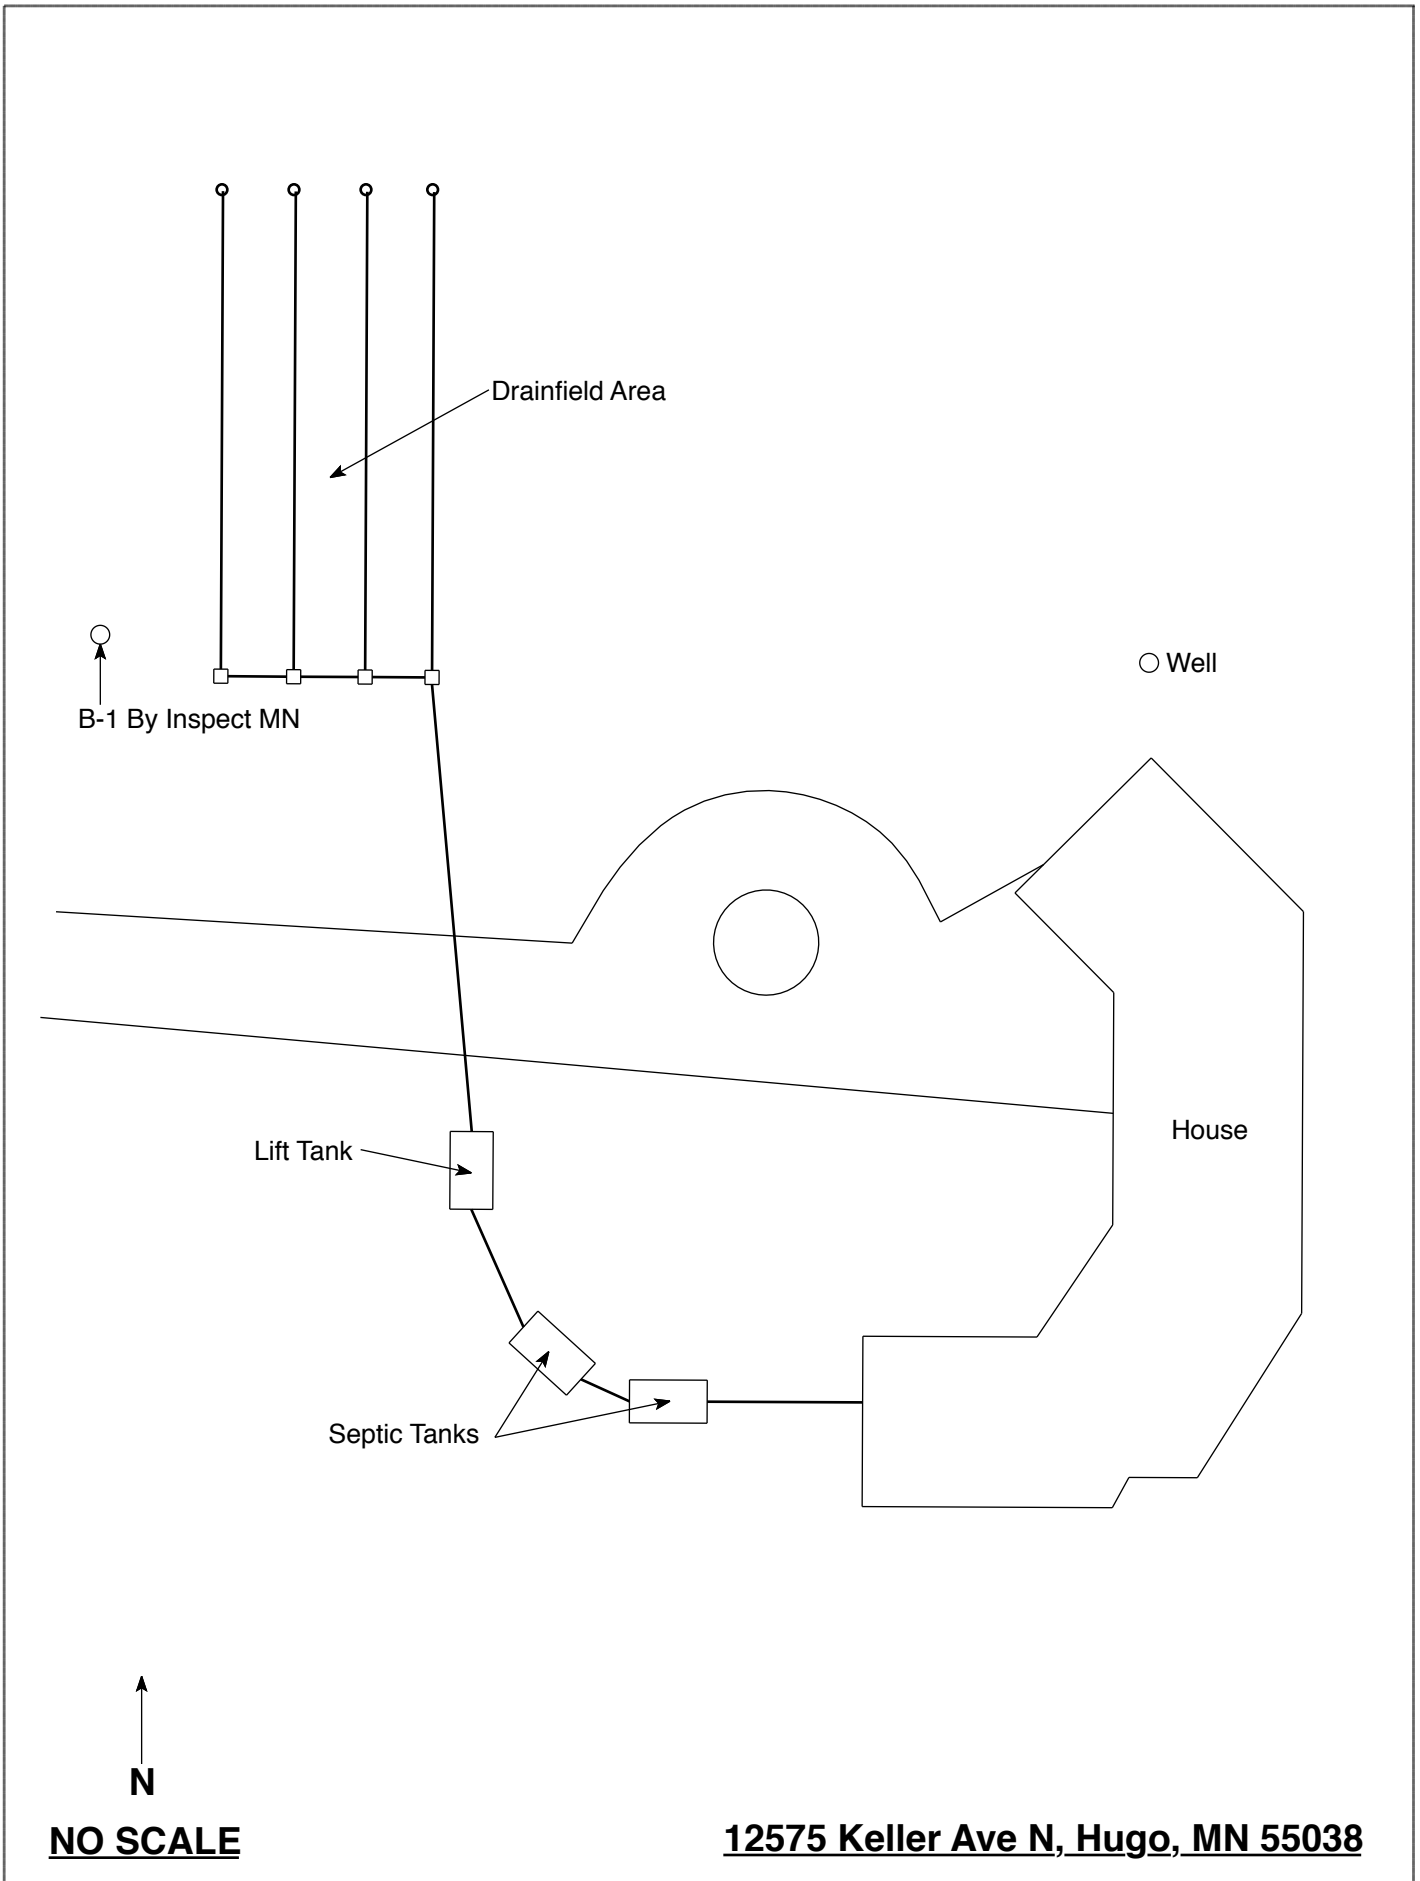 Drainfield Area
Well
B-1 By Inspect MN
House
Lift Tank
Septic Tanks
N
NO SCALE
12575 Keller Ave N, Hugo, MN 55038